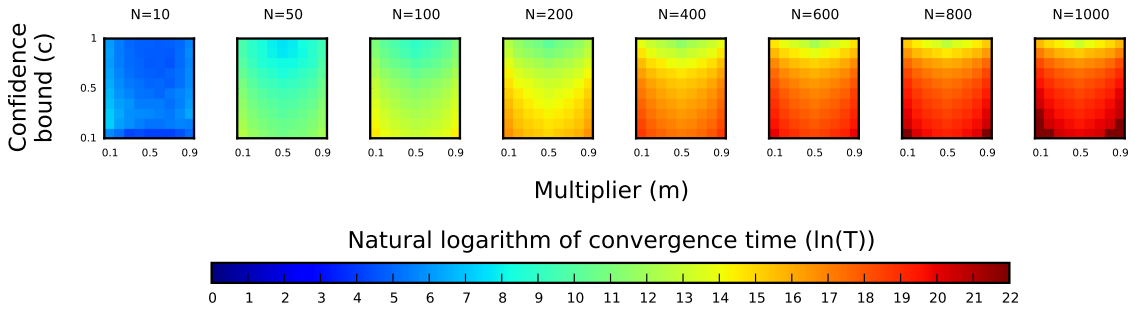 N=10 N=50 N=100 N=200 N=400 N=600 N=800 N=1000
Confidence
bound (c)
1
0.5
0.1
0.1 0.5 0.9 0.1 0.5 0.9 0.1 0.5 0.9 0.1 0.5 0.9 0.1 0.5 0.9 0.1 0.5 0.9 0.1 0.5 0.9 0.1 0.5 0.9
Multiplier (m)
Natural logarithm of convergence time (ln(T))
0 1 2 3 4 5 6 7 8 9 10 11 12 13 14 15 16 17 18 19 20 21 22